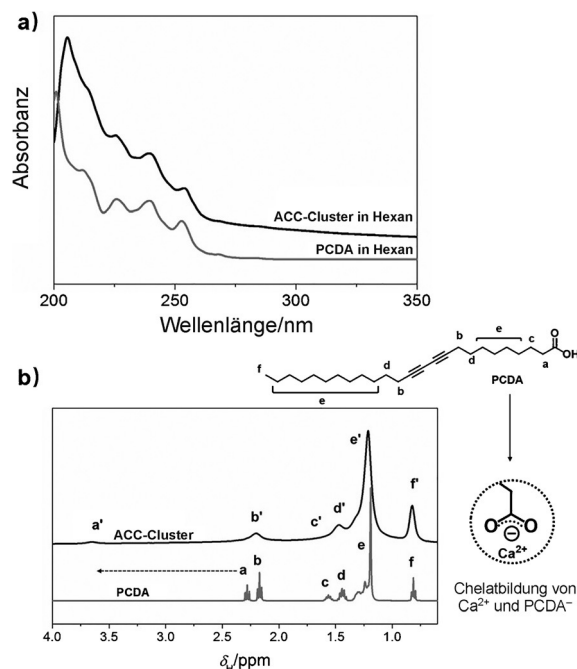 a)
Absorbanz
ACC-Cluster in Hexan
PCDA in Hexan
200 250 300 350
Wellenlänge/nm
b)
e
b c O
f d d OH
b a
e PCDA
e'
f'
b' d'
a' c'
ACC-Cluster
e
a b
c d f
PCDA
4.0 3.5 3.0 2.5 2.0 1.5 1.0
δH/ppm
O O
Ca²⁺
Chelatbildung von
Ca²⁺ und PCDA⁻